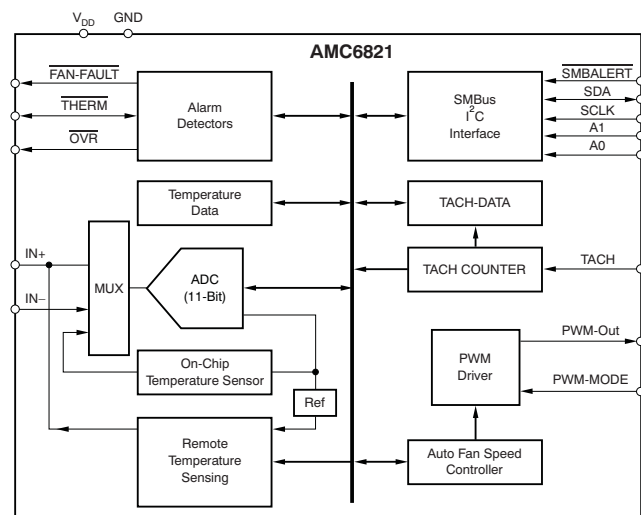 V_DD GND
AMC6821
FAN-FAULT
THERM
OVR
Alarm
Detectors
SMBus
I²C
Interface
SMBALERT
SDA
SCLK
A1
A0
Temperature
Data
TACH-DATA
IN+
IN−
MUX
ADC
(11-Bit)
TACH COUNTER
TACH
On-Chip
Temperature Sensor
Ref
PWM
Driver
PWM-Out
PWM-MODE
Remote
Temperature
Sensing
Auto Fan Speed
Controller